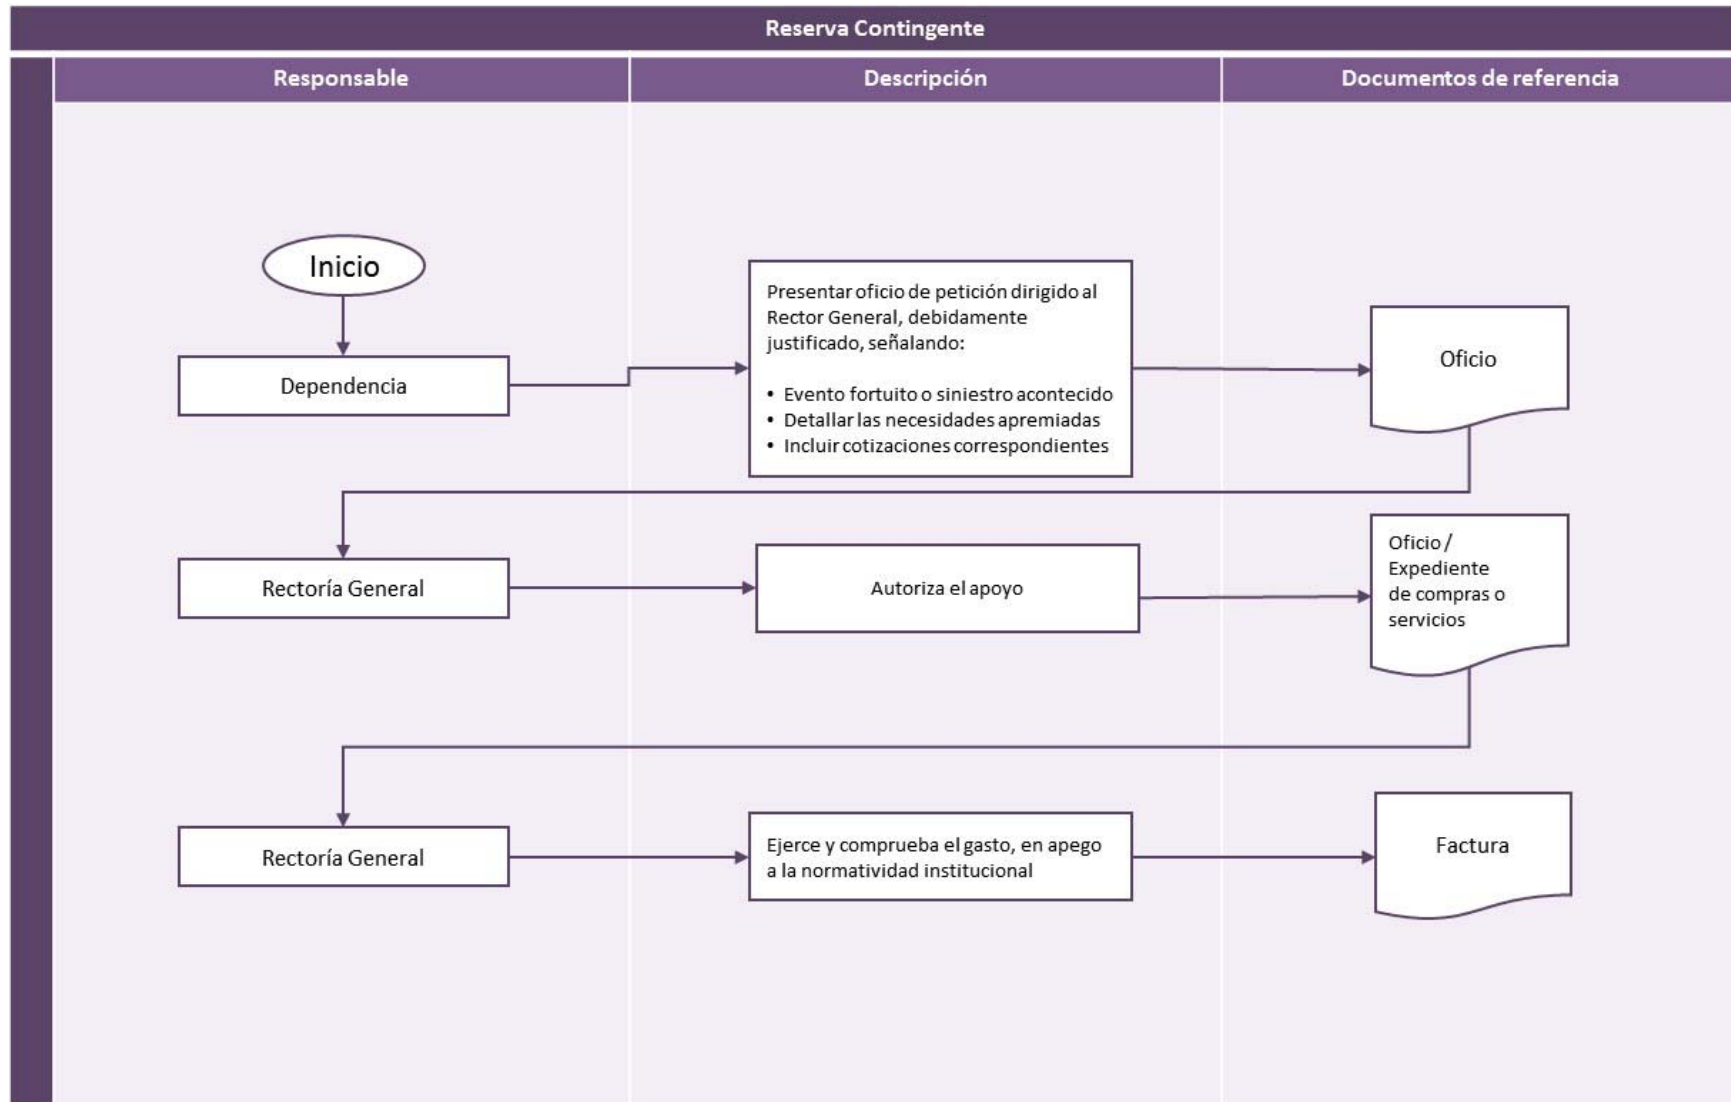 Reserva Contingente
Responsable
Descripción
Documentos de referencia
Inicio
Dependencia
Presentar oficio de petición dirigido al
Rector General, debidamente
justificado, señalando:
• Evento fortuito o siniestro acontecido
• Detallar las necesidades apremiadas
• Incluir cotizaciones correspondientes
Oficio
Rectoría General
Autoriza el apoyo
Oficio /
Expediente
de compras o
servicios
Rectoría General
Ejerce y comprueba el gasto, en apego
a la normatividad institucional
Factura